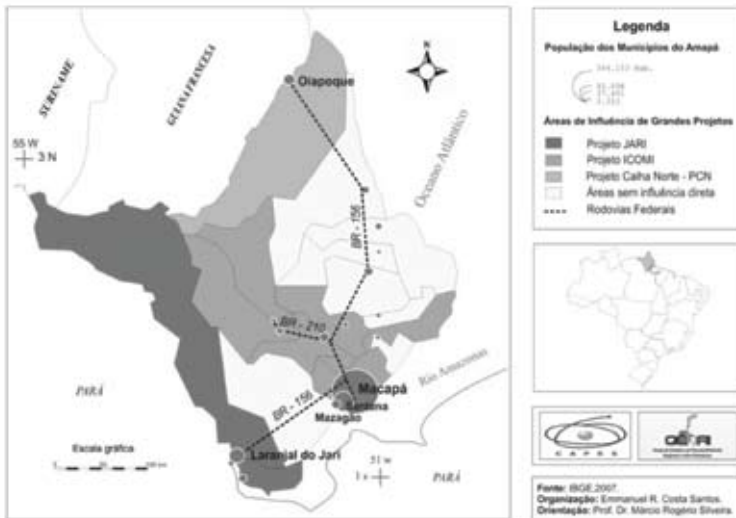 N
SURINAME
GUIANA FRANCESA
Oiapoque
55 W
3 N
Oceano Atlântico
BR - 156
BR - 210
Macapá
Santana
Mazagão
Rio Amazonas
BR - 156
PARÁ
Laranjal do Jari
Escala gráfica
51 w
1 s
PARÁ
Legenda
População dos Municípios do Amapá
Áreas de Influência de Grandes Projetos
Projeto JARI
Projeto ICOMI
Projeto Calha Norte - PCN
Áreas sem influência direta
Rodovias Federais
CAPES
Fonte: IBGE,2007.
Organização: Emmanuel R. Costa Santos.
Orientação: Prof. Dr. Márcio Rogério Silveira.